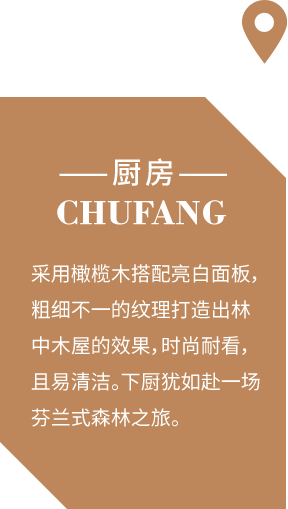 厨房
CHUFANG
采用橄榄木搭配亮白面板，
粗细不一的纹理打造出林
中木屋的效果，时尚耐看，
且易清洁。下厨犹如赴一场
芬兰式森林之旅。